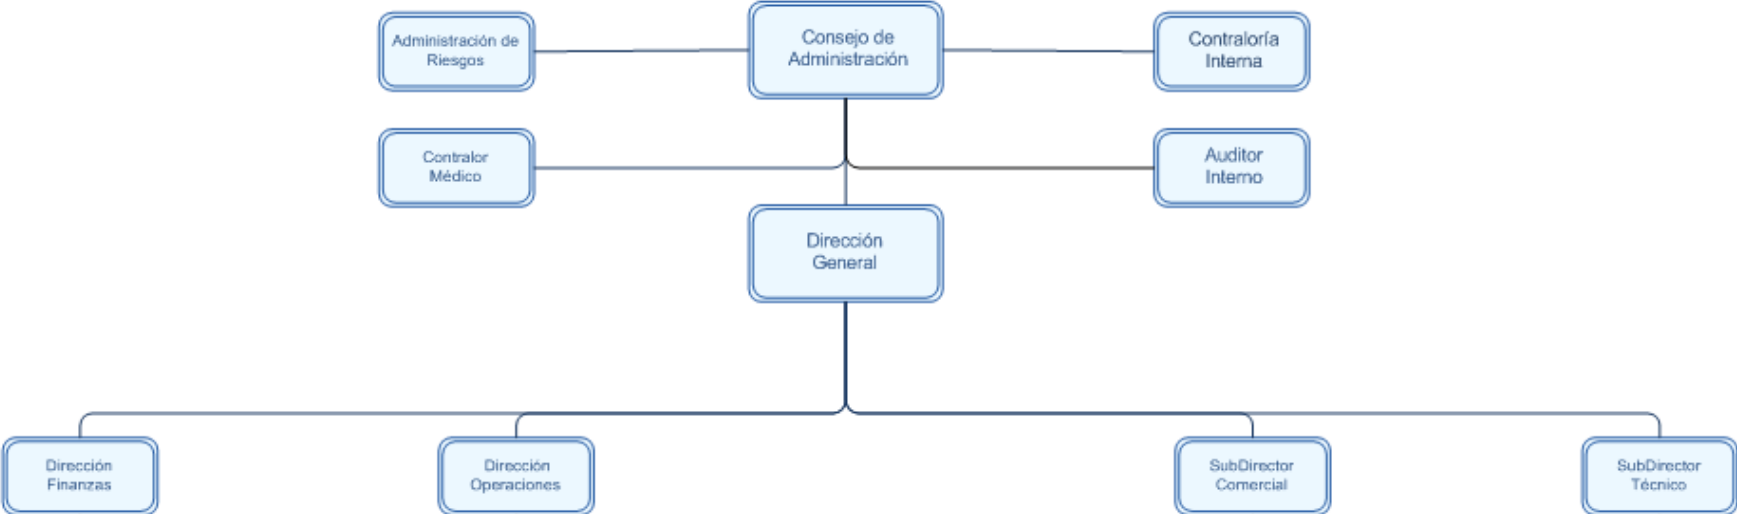 Administración de
Riesgos
Consejo de
Administración
Contraloría
Interna
Contralor
Médico
Auditor
Interno
Dirección
General
Dirección
Finanzas
Dirección
Operaciones
SubDirector
Comercial
SubDirector
Técnico